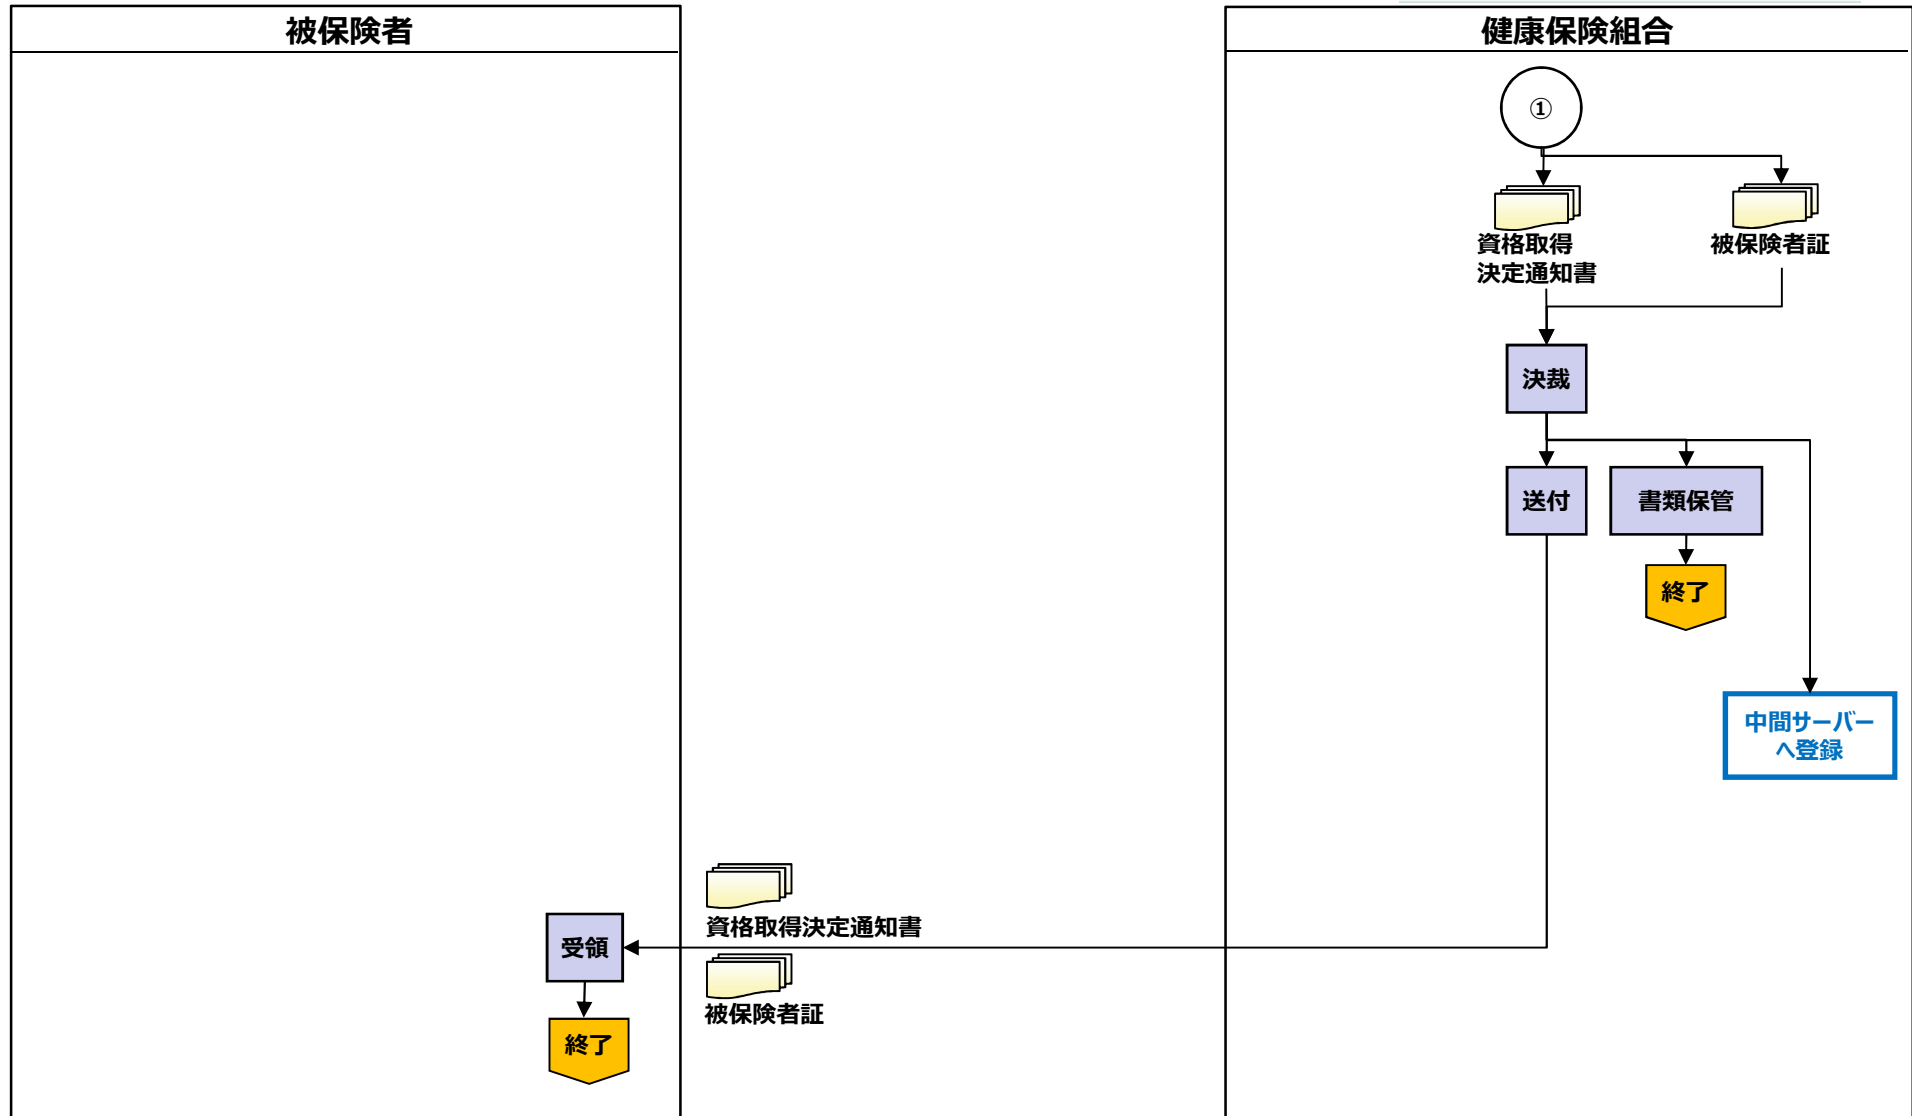 被保険者
健康保険組合
①
資格取得
決定通知書
被保険者証
決裁
送付
書類保管
終了
中間サーバー
へ登録
資格取得決定通知書
受領
被保険者証
終了